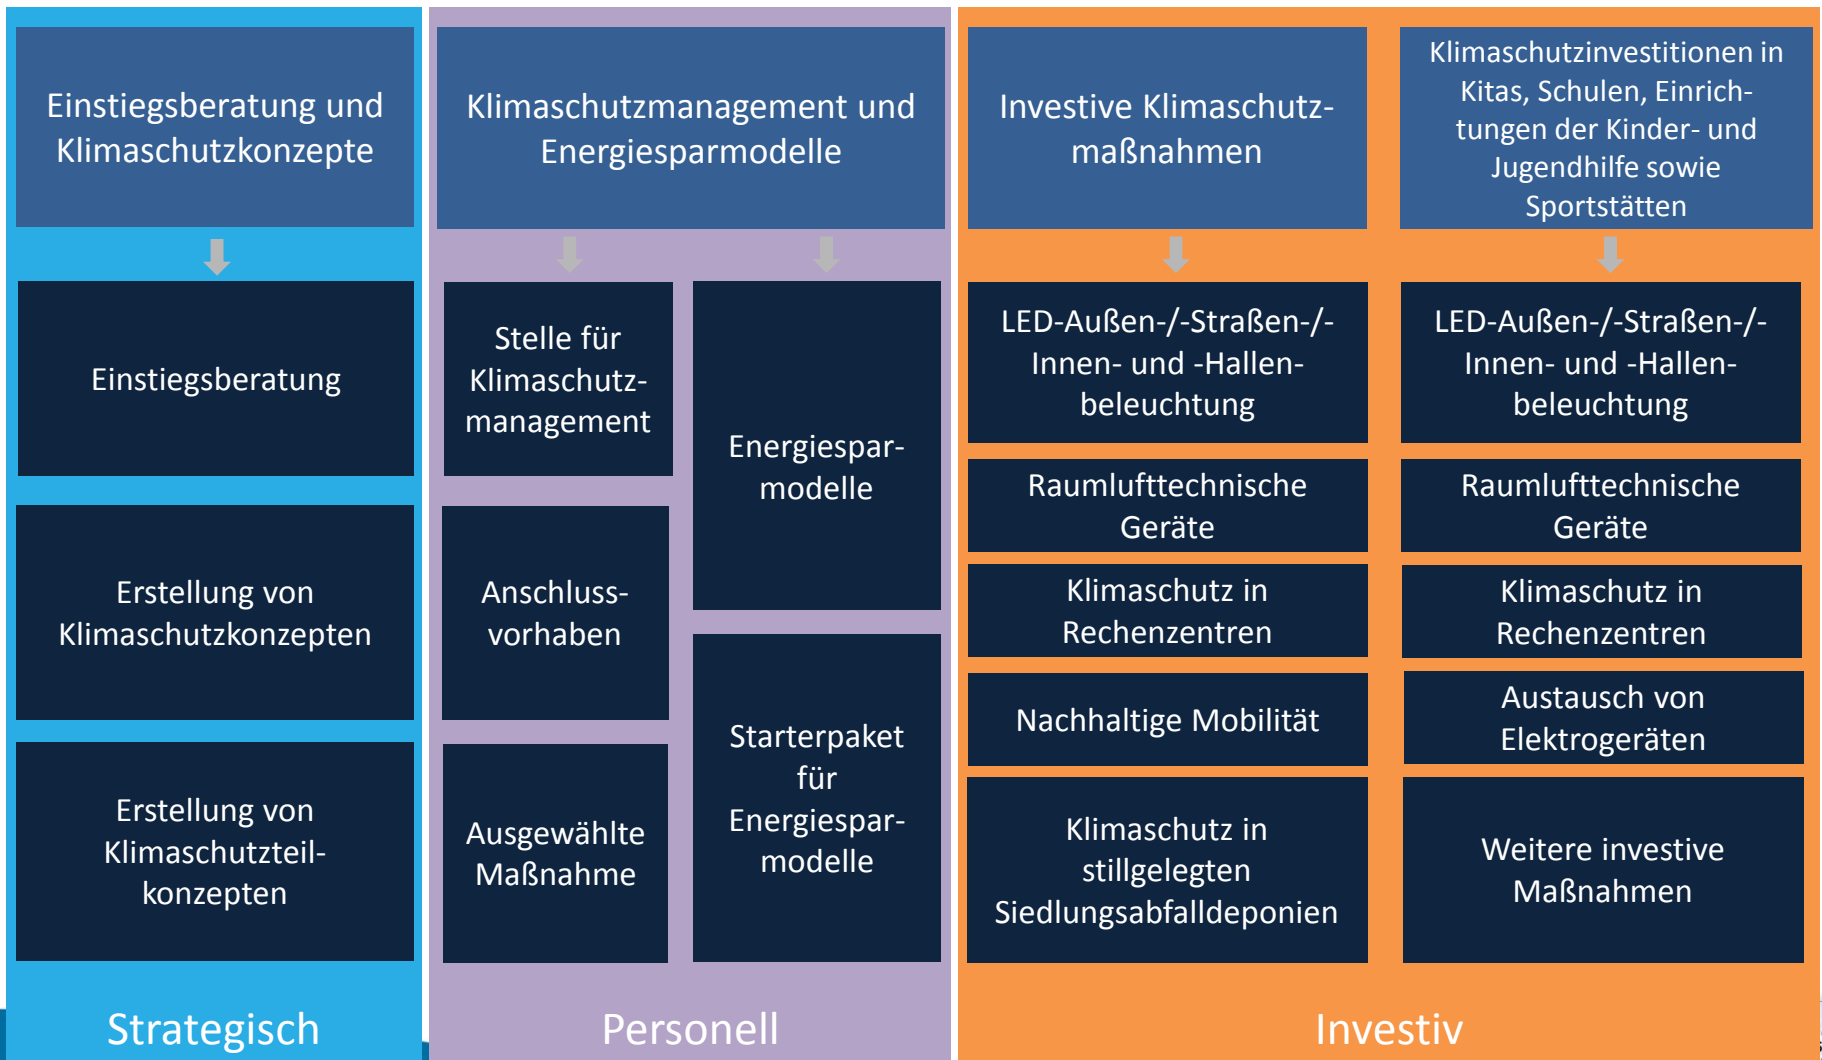 Einstiegsberatung und
Klimaschutzkonzepte
Einstiegsberatung
Erstellung von
Klimaschutzkonzepten
Erstellung von
Klimaschutzteil-
konzepten
Strategisch
Klimaschutzmanagement und
Energiesparmodelle
Stelle für
Klimaschutz-
management
Anschluss-
vorhaben
Ausgewählte
Maßnahme
Energiespar-
modelle
Starterpaket
für
Energiespar-
modelle
Personell
Investive Klimaschutz-
maßnahmen
LED-Außen-/-Straßen-/-
Innen- und -Hallen-
beleuchtung
Raumlufttechnische
Geräte
Klimaschutz in
Rechenzentren
Nachhaltige Mobilität
Klimaschutz in
stillgelegten
Siedlungsabfalldeponien
Klimaschutzinvestitionen in
Kitas, Schulen, Einrich-
tungen der Kinder- und
Jugendhilfe sowie
Sportstätten
LED-Außen-/-Straßen-/-
Innen- und -Hallen-
beleuchtung
Raumlufttechnische
Geräte
Klimaschutz in
Rechenzentren
Austausch von
Elektrogeräten
Weitere investive
Maßnahmen
Investiv